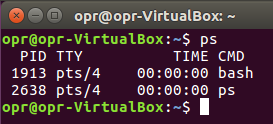 opr@opr-VirtualBox: ~
opr@opr-VirtualBox:~$ ps
  PID TTY          TIME CMD
 1913 pts/4    00:00:00 bash
 2638 pts/4    00:00:00 ps
opr@opr-VirtualBox:~$